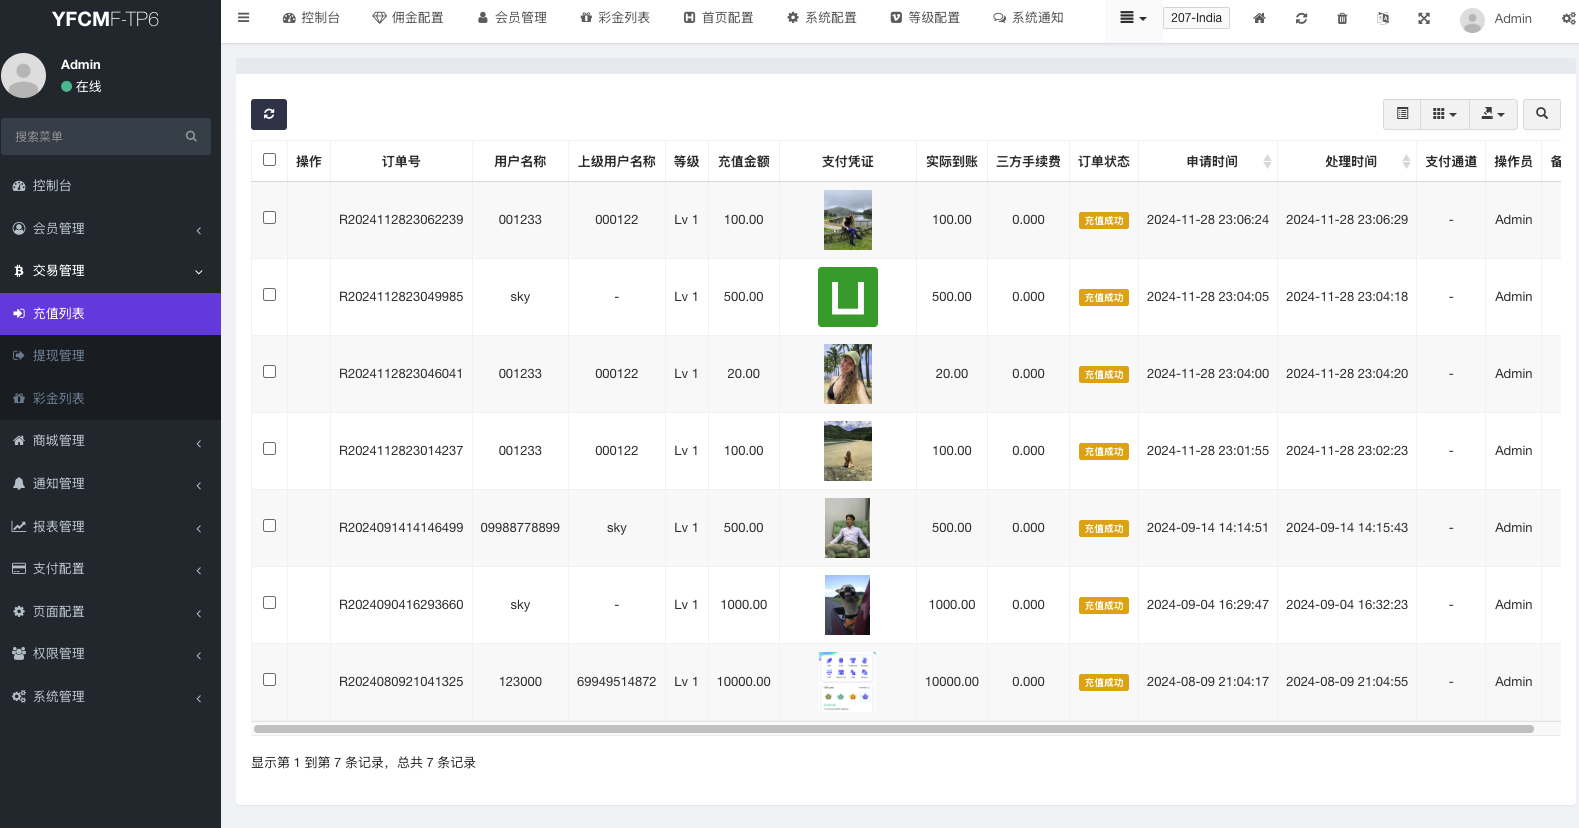 YFCMF-TP6
控制台
佣金配置
会员管理
彩金列表
首页配置
系统配置
等级配置
系统通知
207-India
Admin
Admin
在线
搜索菜单
控制台
会员管理
交易管理
充值列表
提现管理
彩金列表
商城管理
通知管理
报表管理
支付配置
页面配置
权限管理
系统管理
操作 订单号 用户名称 上级用户名称 等级 充值金额 支付凭证 实际到账 三方手续费 订单状态 申请时间 处理时间 支付通道 操作员 备
R2024112823062239 001233 000122 Lv 1 100.00 100.00 0.000 充值成功 2024-11-28 23:06:24 2024-11-28 23:06:29 - Admin
R2024112823049985 sky - Lv 1 500.00 500.00 0.000 充值成功 2024-11-28 23:04:05 2024-11-28 23:04:18 - Admin
R2024112823046041 001233 000122 Lv 1 20.00 20.00 0.000 充值成功 2024-11-28 23:04:00 2024-11-28 23:04:20 - Admin
R2024112823014237 001233 000122 Lv 1 100.00 100.00 0.000 充值成功 2024-11-28 23:01:55 2024-11-28 23:02:23 - Admin
R2024091414146499 09988778899 sky Lv 1 500.00 500.00 0.000 充值成功 2024-09-14 14:14:51 2024-09-14 14:15:43 - Admin
R2024090416293660 sky - Lv 1 1000.00 1000.00 0.000 充值成功 2024-09-04 16:29:47 2024-09-04 16:32:23 - Admin
R2024080921041325 123000 69949514872 Lv 1 10000.00 10000.00 0.000 充值成功 2024-08-09 21:04:17 2024-08-09 21:04:55 - Admin
显示第 1 到第 7 条记录，总共 7 条记录